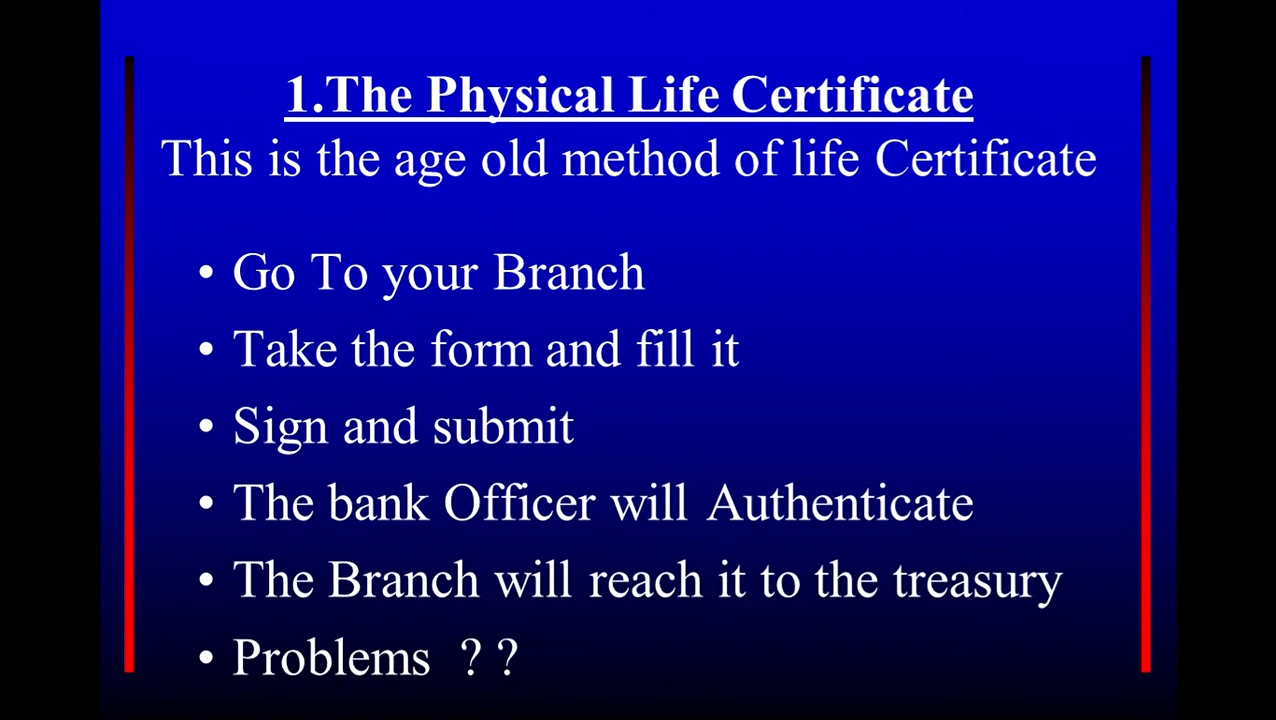 1.The Physical Life Certificate
This is the age old method of life Certificate
• Go To your Branch
• Take the form and fill it
• Sign and submit
• The bank Officer will Authenticate
• The Branch will reach it to the treasury
• Problems ? ?